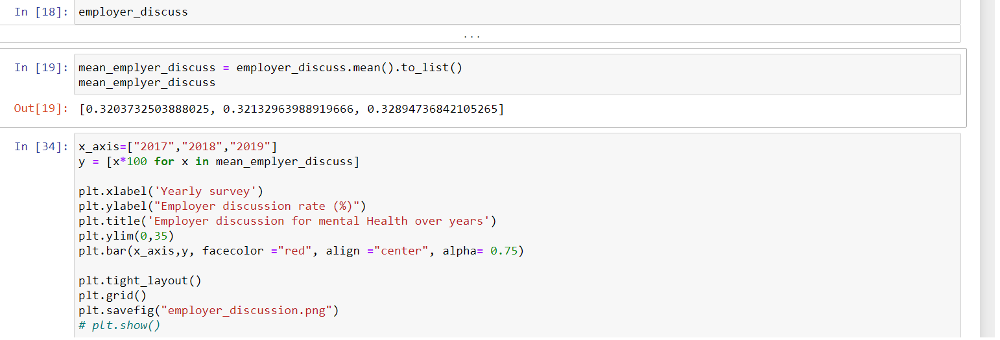 In [18]: employer_discuss
...
In [19]: mean_emplyer_discuss = employer_discuss.mean().to_list()
mean_emplyer_discuss
Out[19]: [0.3203732503888025, 0.32132963988919666, 0.32894736842105265]
In [34]: x_axis=["2017","2018","2019"]
y = [x*100 for x in mean_emplyer_discuss]
plt.xlabel('Yearly survey')
plt.ylabel("Employer discussion rate (%)")
plt.title('Employer discussion for mental Health over years')
plt.ylim(0,35)
plt.bar(x_axis,y, facecolor ="red", align ="center", alpha= 0.75)
plt.tight_layout()
plt.grid()
plt.savefig("employer_discussion.png")
# plt.show()